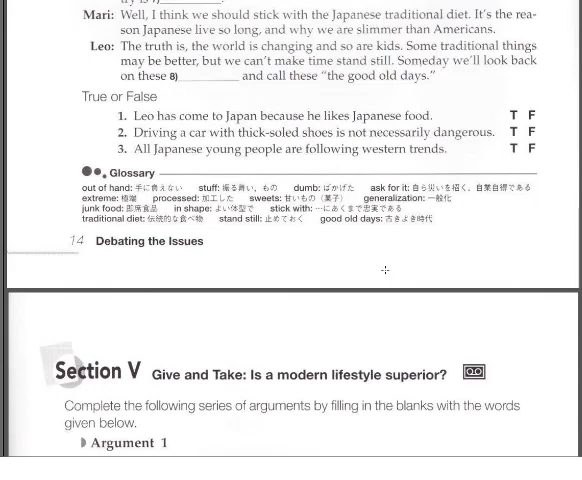 try is 7)__________.
Mari: Well, I think we should stick with the Japanese traditional diet. It's the rea-
son Japanese live so long, and why we are slimmer than Americans.
Leo: The truth is, the world is changing and so are kids. Some traditional things
may be better, but we can't make time stand still. Someday we'll look back
on these 8)__________ and call these "the good old days."
True or False
1. Leo has come to Japan because he likes Japanese food. T F
2. Driving a car with thick-soled shoes is not necessarily dangerous. T F
3. All Japanese young people are following western trends. T F
Glossary
out of hand: 手に負えない stuff: 振る舞い、もの dumb: ばかげた ask for it: 自ら災いを招く、自業自得である
extreme: 極端 processed: 加工した sweets: 甘いもの（菓子） generalization: 一般化
junk food: 即席食品 in shape: よい体型で stick with: …にあくまで忠実である
traditional diet: 伝統的な食べ物 stand still: 止めておく good old days: 古きよき時代
14 Debating the Issues
Section V Give and Take: Is a modern lifestyle superior?
Complete the following series of arguments by filling in the blanks with the words
given below.
Argument 1